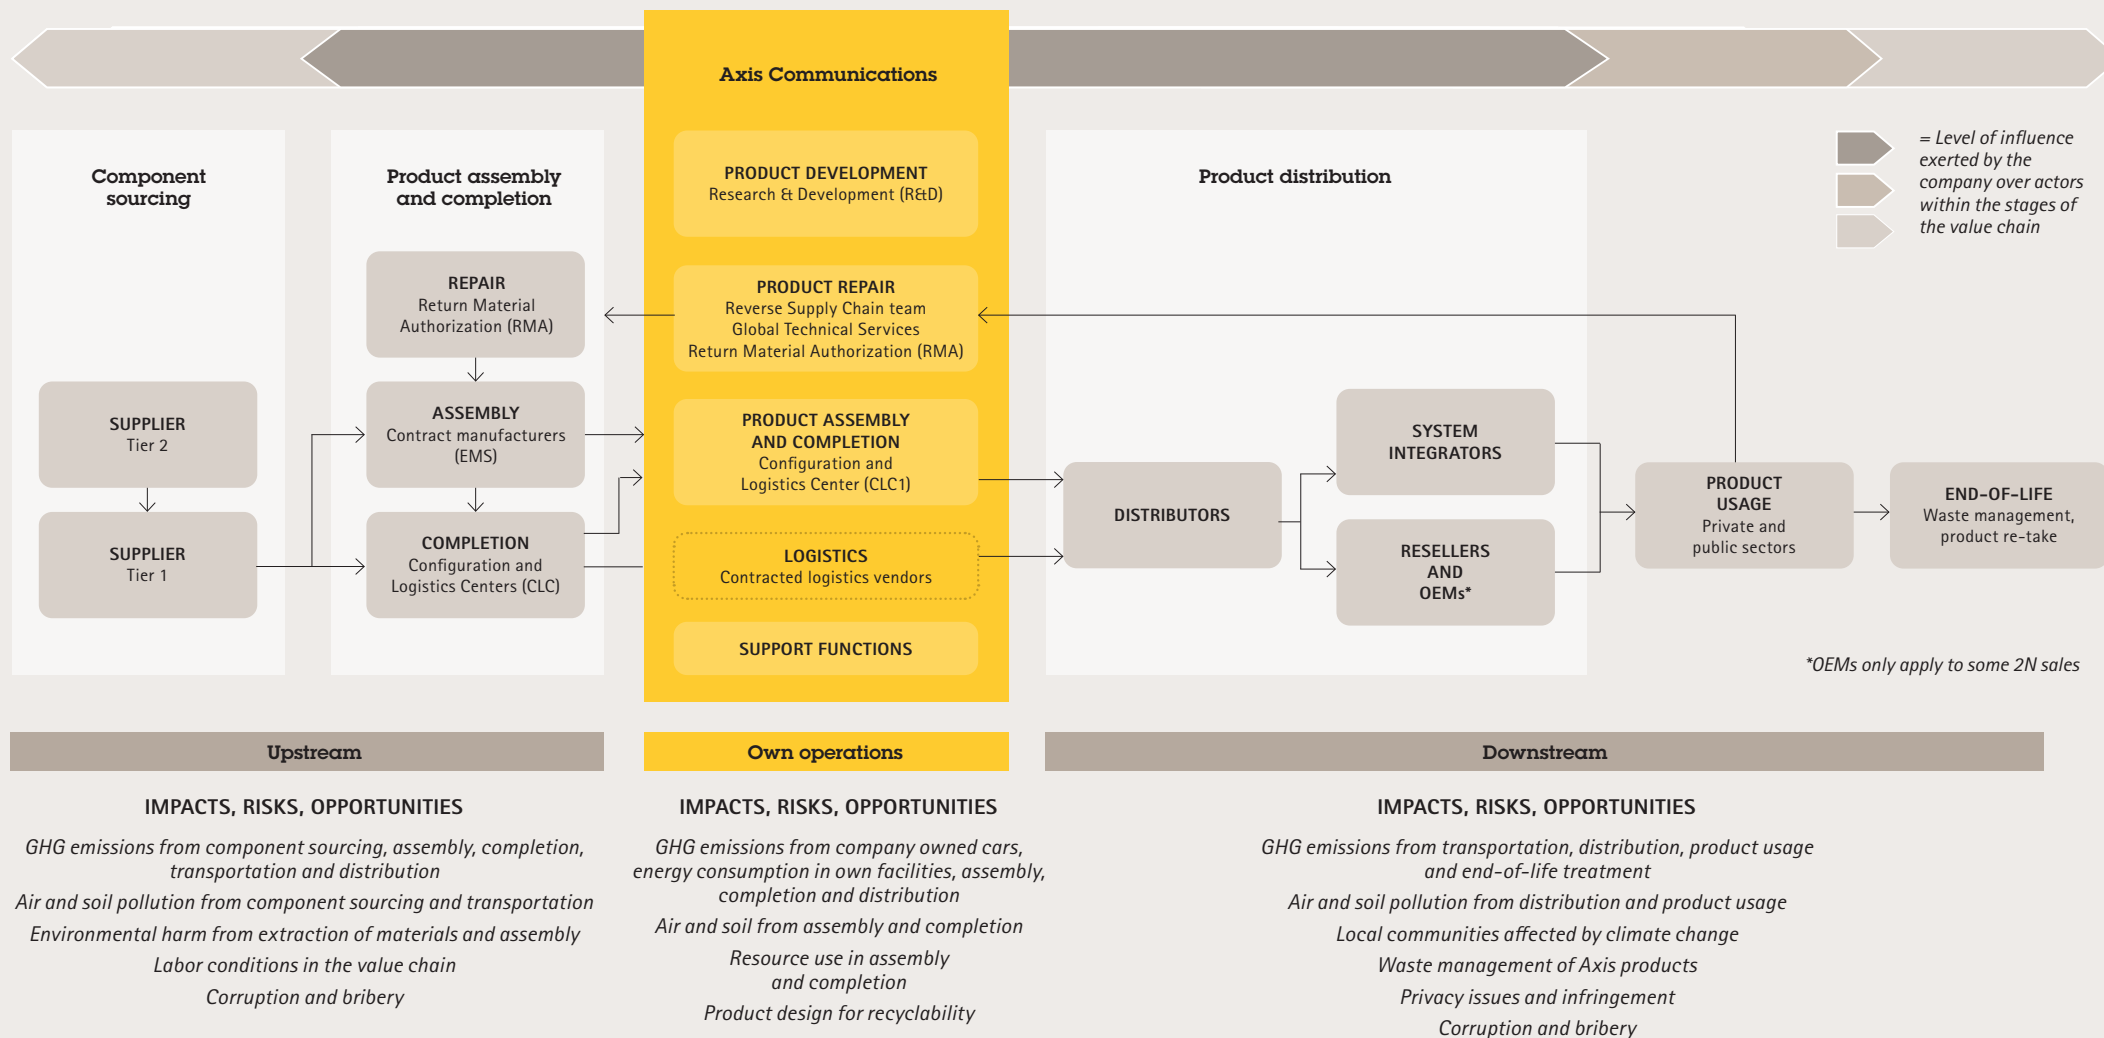 Axis Communications
Component
sourcing
SUPPLIER
Tier 2
SUPPLIER
Tier 1
Product assembly
and completion
REPAIR
Return Material
Authorization (RMA)
ASSEMBLY
Contract manufacturers
(EMS)
COMPLETION
Configuration and
Logistics Centers (CLC)
PRODUCT DEVELOPMENT
Research & Development (R&D)
PRODUCT REPAIR
Reverse Supply Chain team
Global Technical Services
Return Material Authorization (RMA)
PRODUCT ASSEMBLY
AND COMPLETION
Configuration and
Logistics Center (CLC1)
LOGISTICS
Contracted logistics vendors
SUPPORT FUNCTIONS
Product distribution
DISTRIBUTORS
SYSTEM
INTEGRATORS
RESELLERS
AND
OEMs*
PRODUCT
USAGE
Private and
public sectors
END-OF-LIFE
Waste management,
product re-take
= Level of influence
exerted by the
company over actors
within the stages of
the value chain
*OEMs only apply to some 2N sales
Upstream
IMPACTS, RISKS, OPPORTUNITIES
GHG emissions from component sourcing, assembly, completion,
transportation and distribution
Air and soil pollution from component sourcing and transportation
Environmental harm from extraction of materials and assembly
Labor conditions in the value chain
Corruption and bribery
Own operations
IMPACTS, RISKS, OPPORTUNITIES
GHG emissions from company owned cars,
energy consumption in own facilities, assembly,
completion and distribution
Air and soil from assembly and completion
Resource use in assembly
and completion
Product design for recyclability
Downstream
IMPACTS, RISKS, OPPORTUNITIES
GHG emissions from transportation, distribution, product usage
and end-of-life treatment
Air and soil pollution from distribution and product usage
Local communities affected by climate change
Waste management of Axis products
Privacy issues and infringement
Corruption and bribery